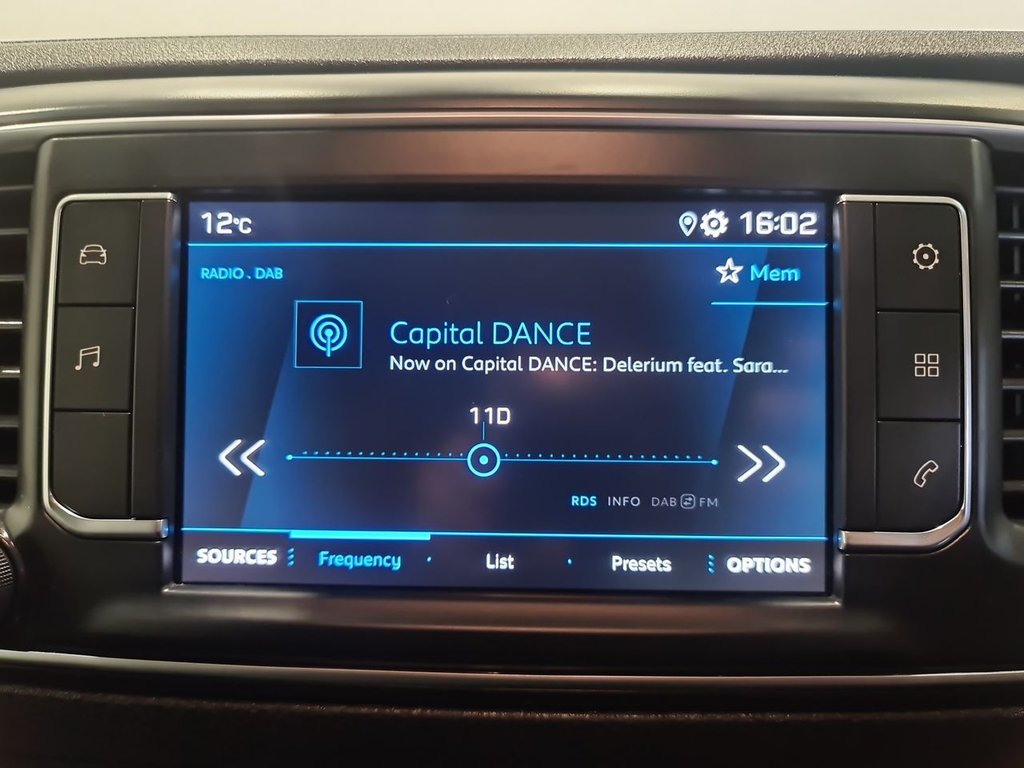 12°C 16:02
RADIO . DAB Mem
Capital DANCE
Now on Capital DANCE: Delerium feat. Sara...
11D
RDS INFO DAB FM
SOURCES Frequency List Presets OPTIONS